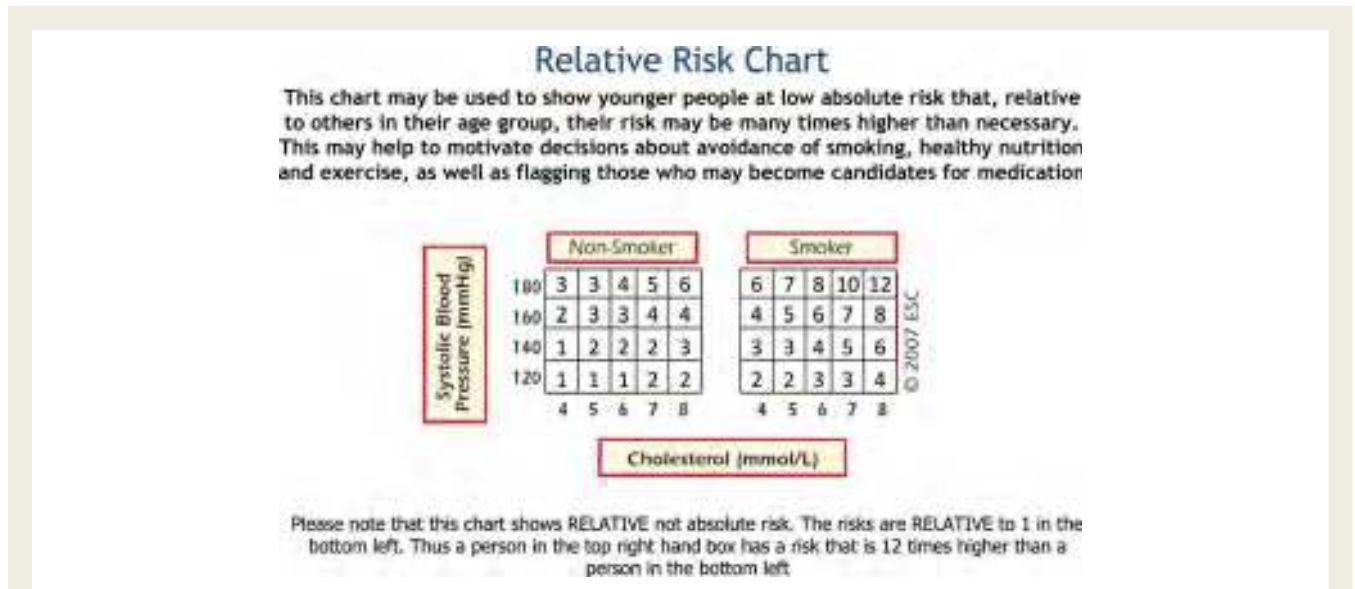 Relative Risk Chart
This chart may be used to show younger people at low absolute risk that, relative
to others in their age group, their risk may be many times higher than necessary.
This may help to motivate decisions about avoidance of smoking, healthy nutrition
and exercise, as well as flagging those who may become candidates for medication
Non-Smoker Smoker
Systolic Blood
Pressure (mmHg)
180 3 3 4 5 6 6 7 8 10 12
160 2 3 3 4 4 4 5 6 7 8
140 1 2 2 2 3 3 3 4 5 6
120 1 1 1 2 2 2 2 3 3 4
4 5 6 7 8 4 5 6 7 8
© 2007 ESC
Cholesterol (mmol/L)
Please note that this chart shows RELATIVE not absolute risk. The risks are RELATIVE to 1 in the
bottom left. Thus a person in the top right hand box has a risk that is 12 times higher than a
person in the bottom left